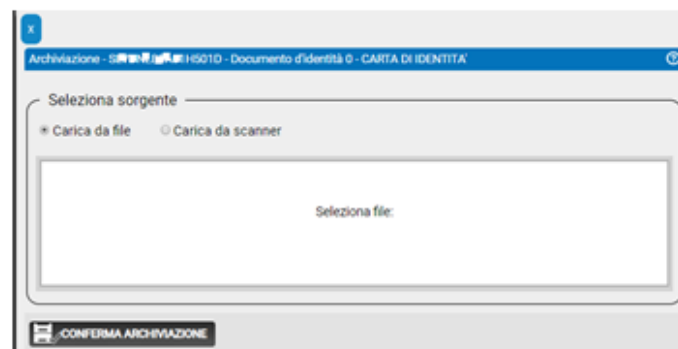 x
Archiviazione - H501D - Documento d'identità 0 - CARTA DI IDENTITA'
Seleziona sorgente
Carica da file Carica da scanner
Seleziona file:
CONFERMA ARCHIVIAZIONE